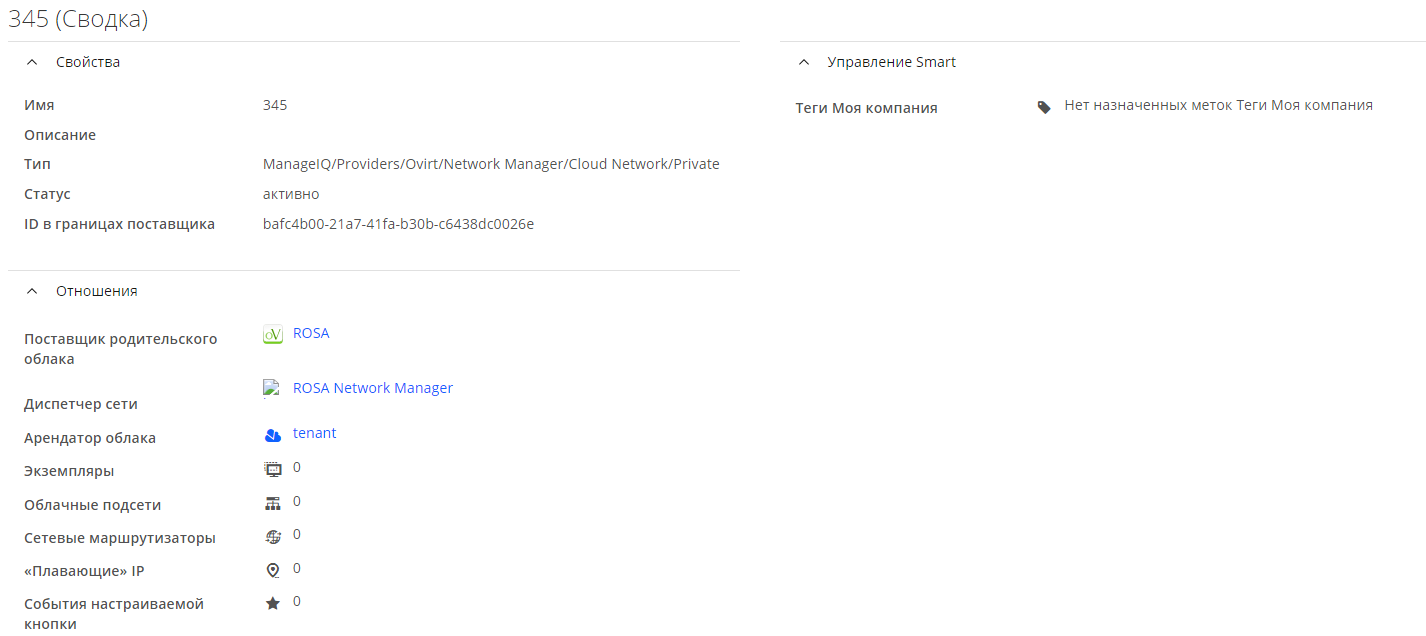 345 (Сводка)
Свойства
Имя 345
Описание
Тип ManageIQ/Providers/Ovirt/Network Manager/Cloud Network/Private
Статус активно
ID в границах поставщика bafc4b00-21a7-41fa-b30b-c6438dc0026e
Отношения
Поставщик родительского
облака
oV ROSA
Диспетчер сети ROSA Network Manager
Арендатор облака tenant
Экземпляры 0
Облачные подсети 0
Сетевые маршрутизаторы 0
«Плавающие» IP 0
События настраиваемой
кнопки
0
Управление Smart
Теги Моя компания Нет назначенных меток Теги Моя компания